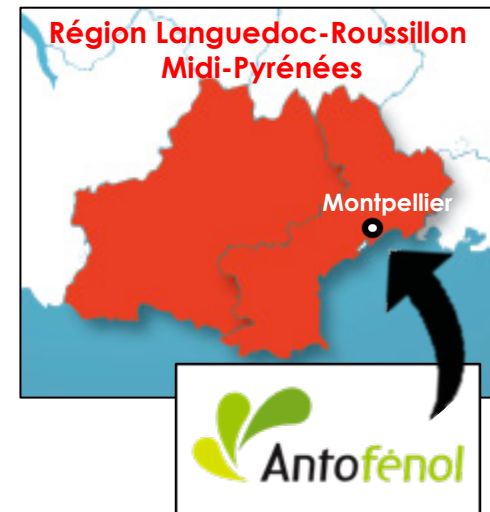 Région Languedoc-Roussillon
Midi-Pyrénées
Montpellier
Antofénol